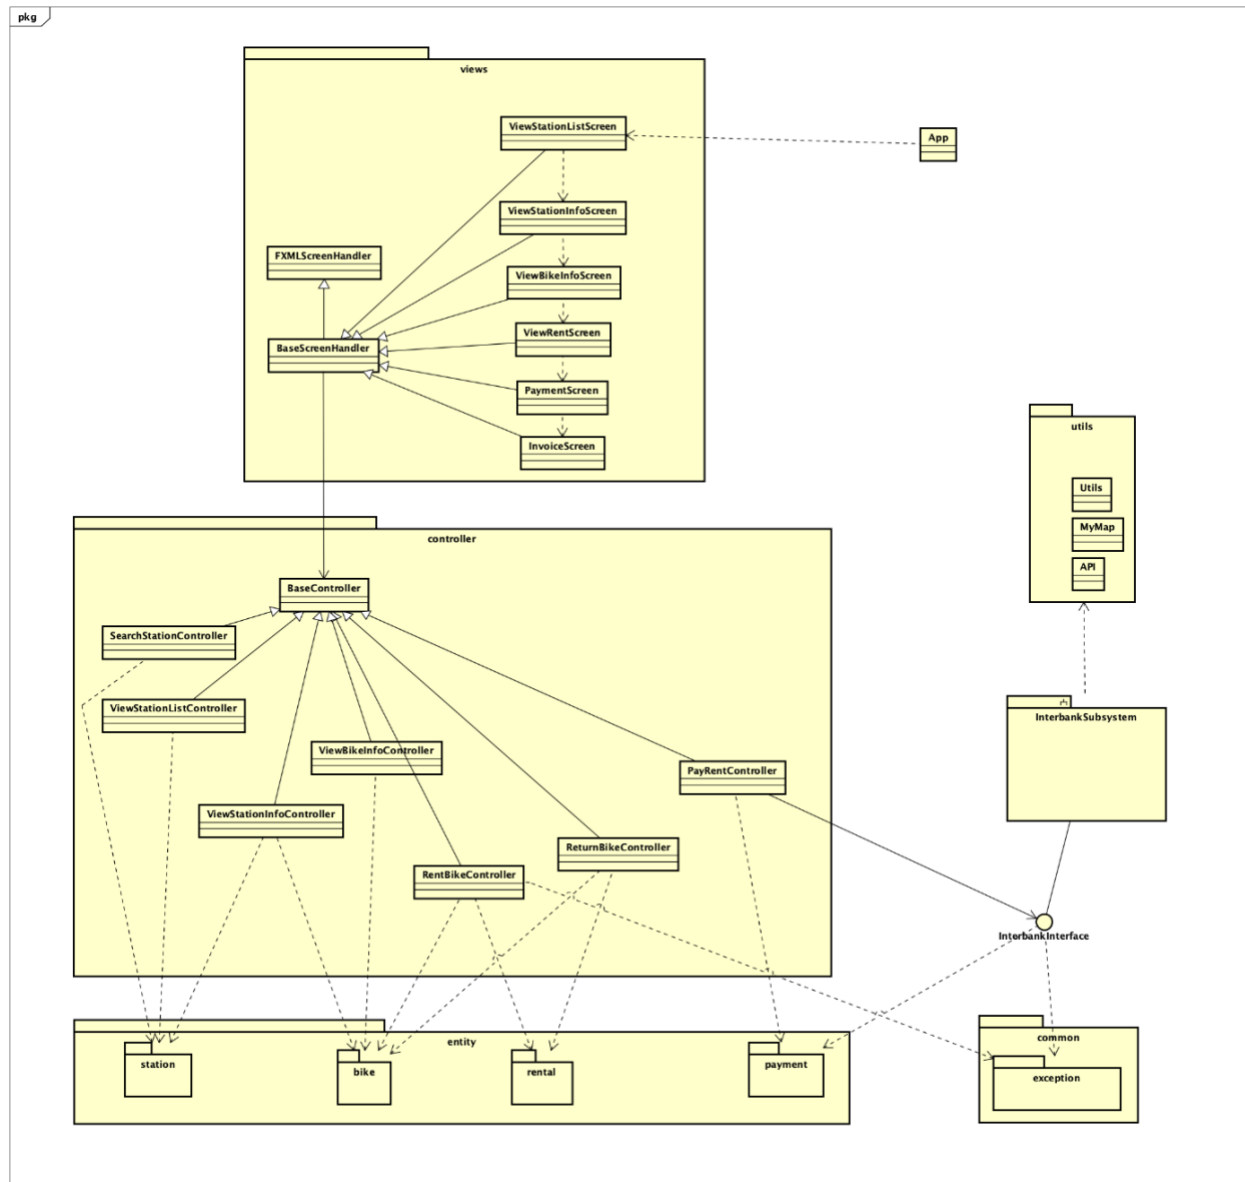 pkg
views
ViewStationListScreen
App
ViewStationInfoScreen
FXMLScreenHandler
ViewBikeInfoScreen
ViewRentScreen
BaseScreenHandler
PaymentScreen
InvoiceScreen
utils
Utils
MyMap
API
controller
BaseController
SearchStationController
ViewStationListController
ViewBikeInfoController
PayRentController
ViewStationInfoController
ReturnBikeController
RentBikeController
InterbankSubsystem
InterbankInterface
entity
station
bike
rental
payment
common
exception